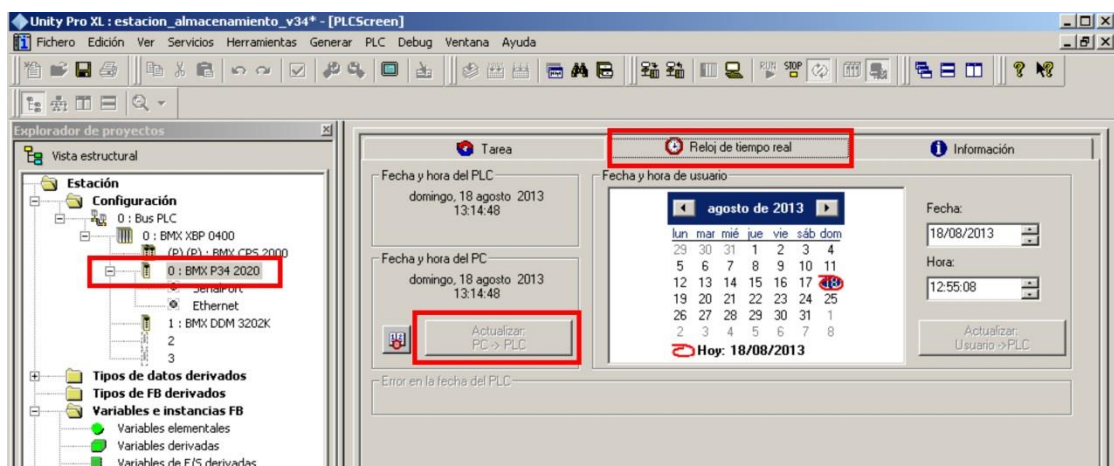 Unity Pro XL : estacion_almacenamiento_v34* - [PLCScreen]
Fichero Edición Ver Servicios Herramientas Generar PLC Debug Ventana Ayuda
RUN STOP
Explorador de proyectos
Vista estructural
Estación
Configuración
0 : Bus PLC
0 : BMX XBP 0400
(P) (P) : BMX CPS 2000
0 : BMX P34 2020
SerialPort
Ethernet
1 : BMX DDM 3202K
2
3
Tipos de datos derivados
Tipos de FB derivados
Variables e instancias FB
Variables elementales
Variables derivadas
Variables de E/S derivadas
Tarea
Reloj de tiempo real
Información
Fecha y hora del PLC
domingo, 18 agosto 2013
13:14:48
Fecha y hora del PC
domingo, 18 agosto 2013
13:14:48
Actualizar:
PC -> PLC
Fecha y hora de usuario
agosto de 2013
lun mar mié jue vie sáb dom
29 30 31 1 2 3 4
5 6 7 8 9 10 11
12 13 14 15 16 17 18
19 20 21 22 23 24 25
26 27 28 29 30 31 1
2 3 4 5 6 7 8
Hoy: 18/08/2013
Fecha:
18/08/2013
Hora:
12:55:08
Actualizar:
Usuario ->PLC
Error en la fecha del PLC